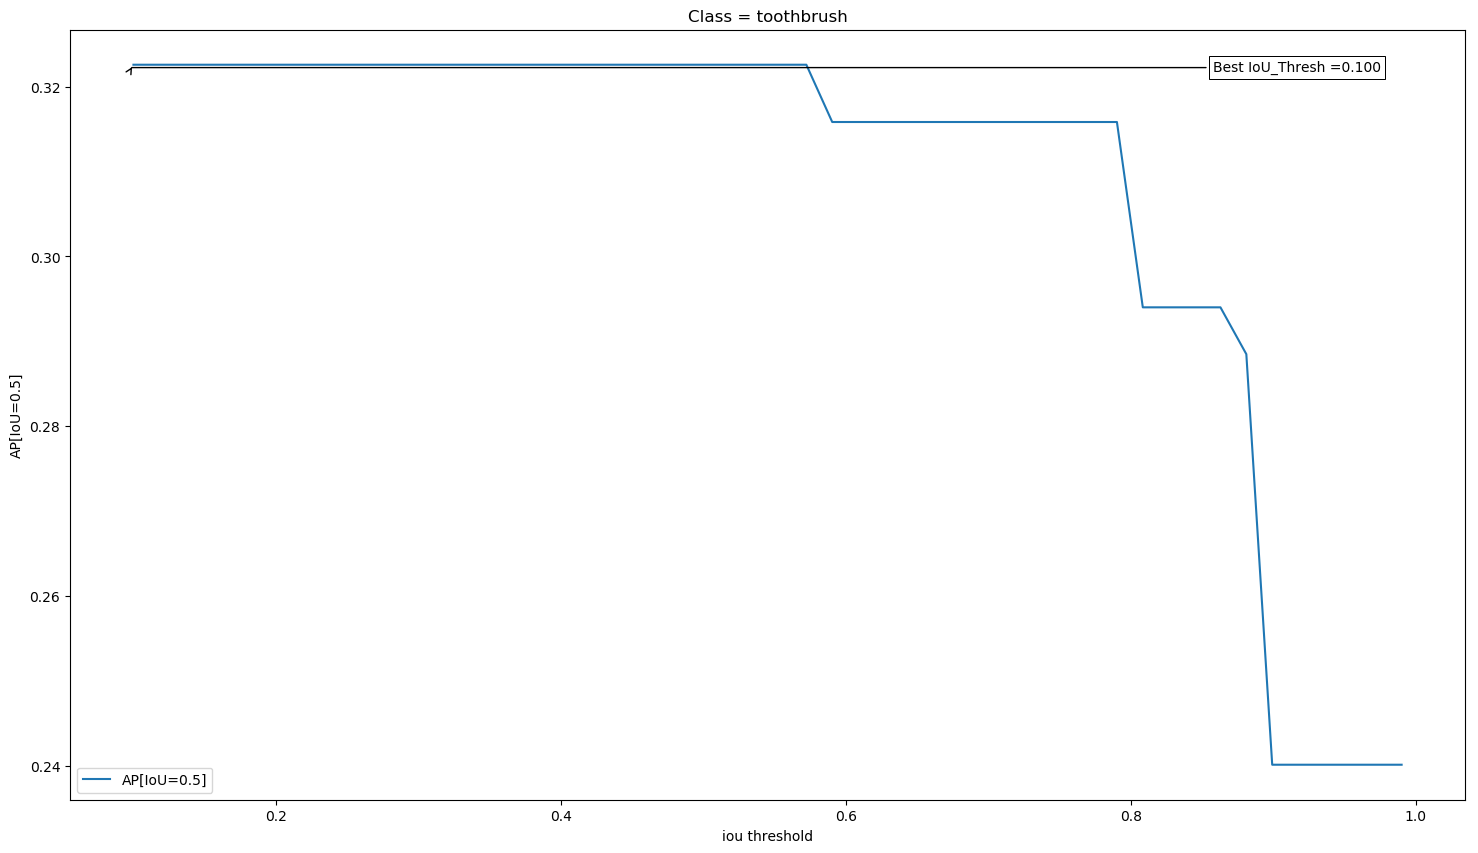 Class = toothbrush
Best IoU_Thresh =0.100
0.32
0.30
0.28
0.26
0.24
AP[IoU=0.5]
AP[IoU=0.5]
0.2
0.4
0.6
0.8
1.0
iou threshold